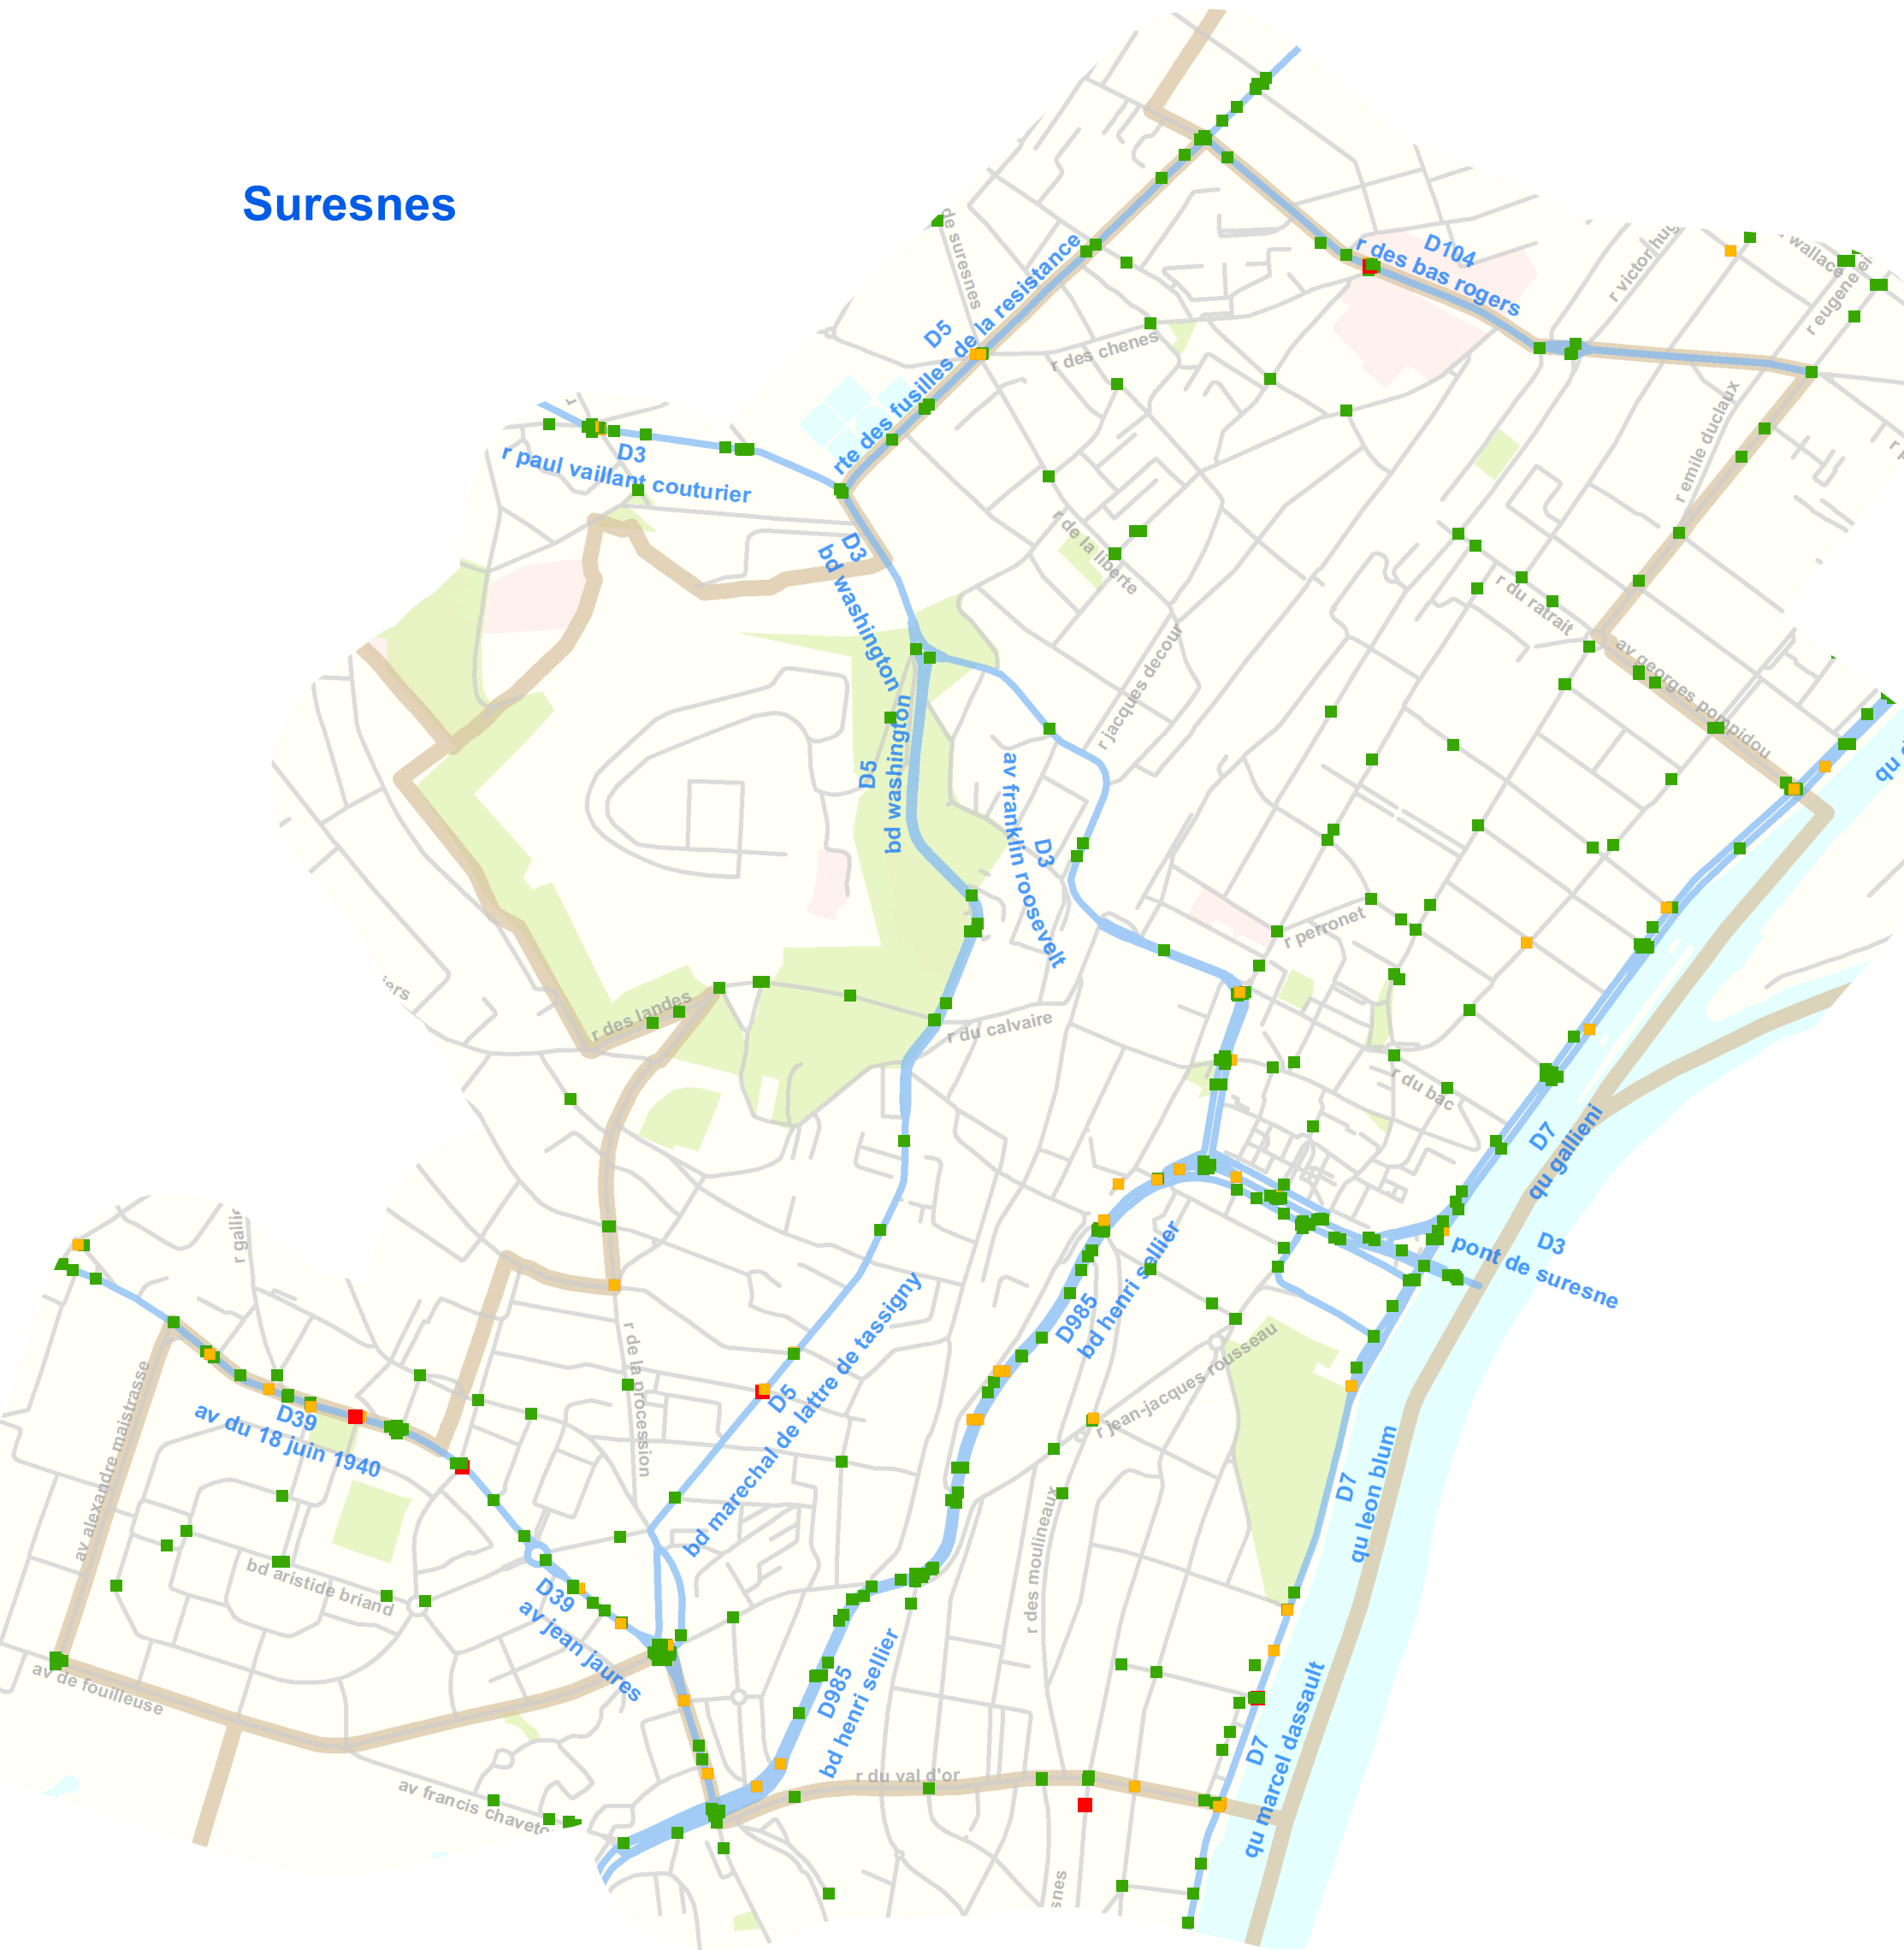 Suresnes
de suresnes
D104
r des bas rogers
r victor hug
wallace
r eugene ei
D5
rte des fusilles de la resistance
r des chenes
r emile duclaux
D3
r paul vaillant couturier
D3
bd washington
r de la liberte
r du ratrait
av georges pompidou
r jacques decour
D5
bd washington
av franklin roosevelt
D3
r perronet
r des landes
r du calvaire
r du bac
D7
qu gallieni
D3
pont de suresne
D985
bd henri sellier
r jean-jacques rousseau
D5
bd marechal de lattre de tassigny
r de la procession
D39
av du 18 juin 1940
av alexandre maistrasse
bd aristide briand
D39
av jean jaures
av de fouilleuse
r des moulineaux
D7
qu leon blum
D985
bd henri sellier
r du val d'or
D7
qu marcel dassault
av francis chaveto
snes